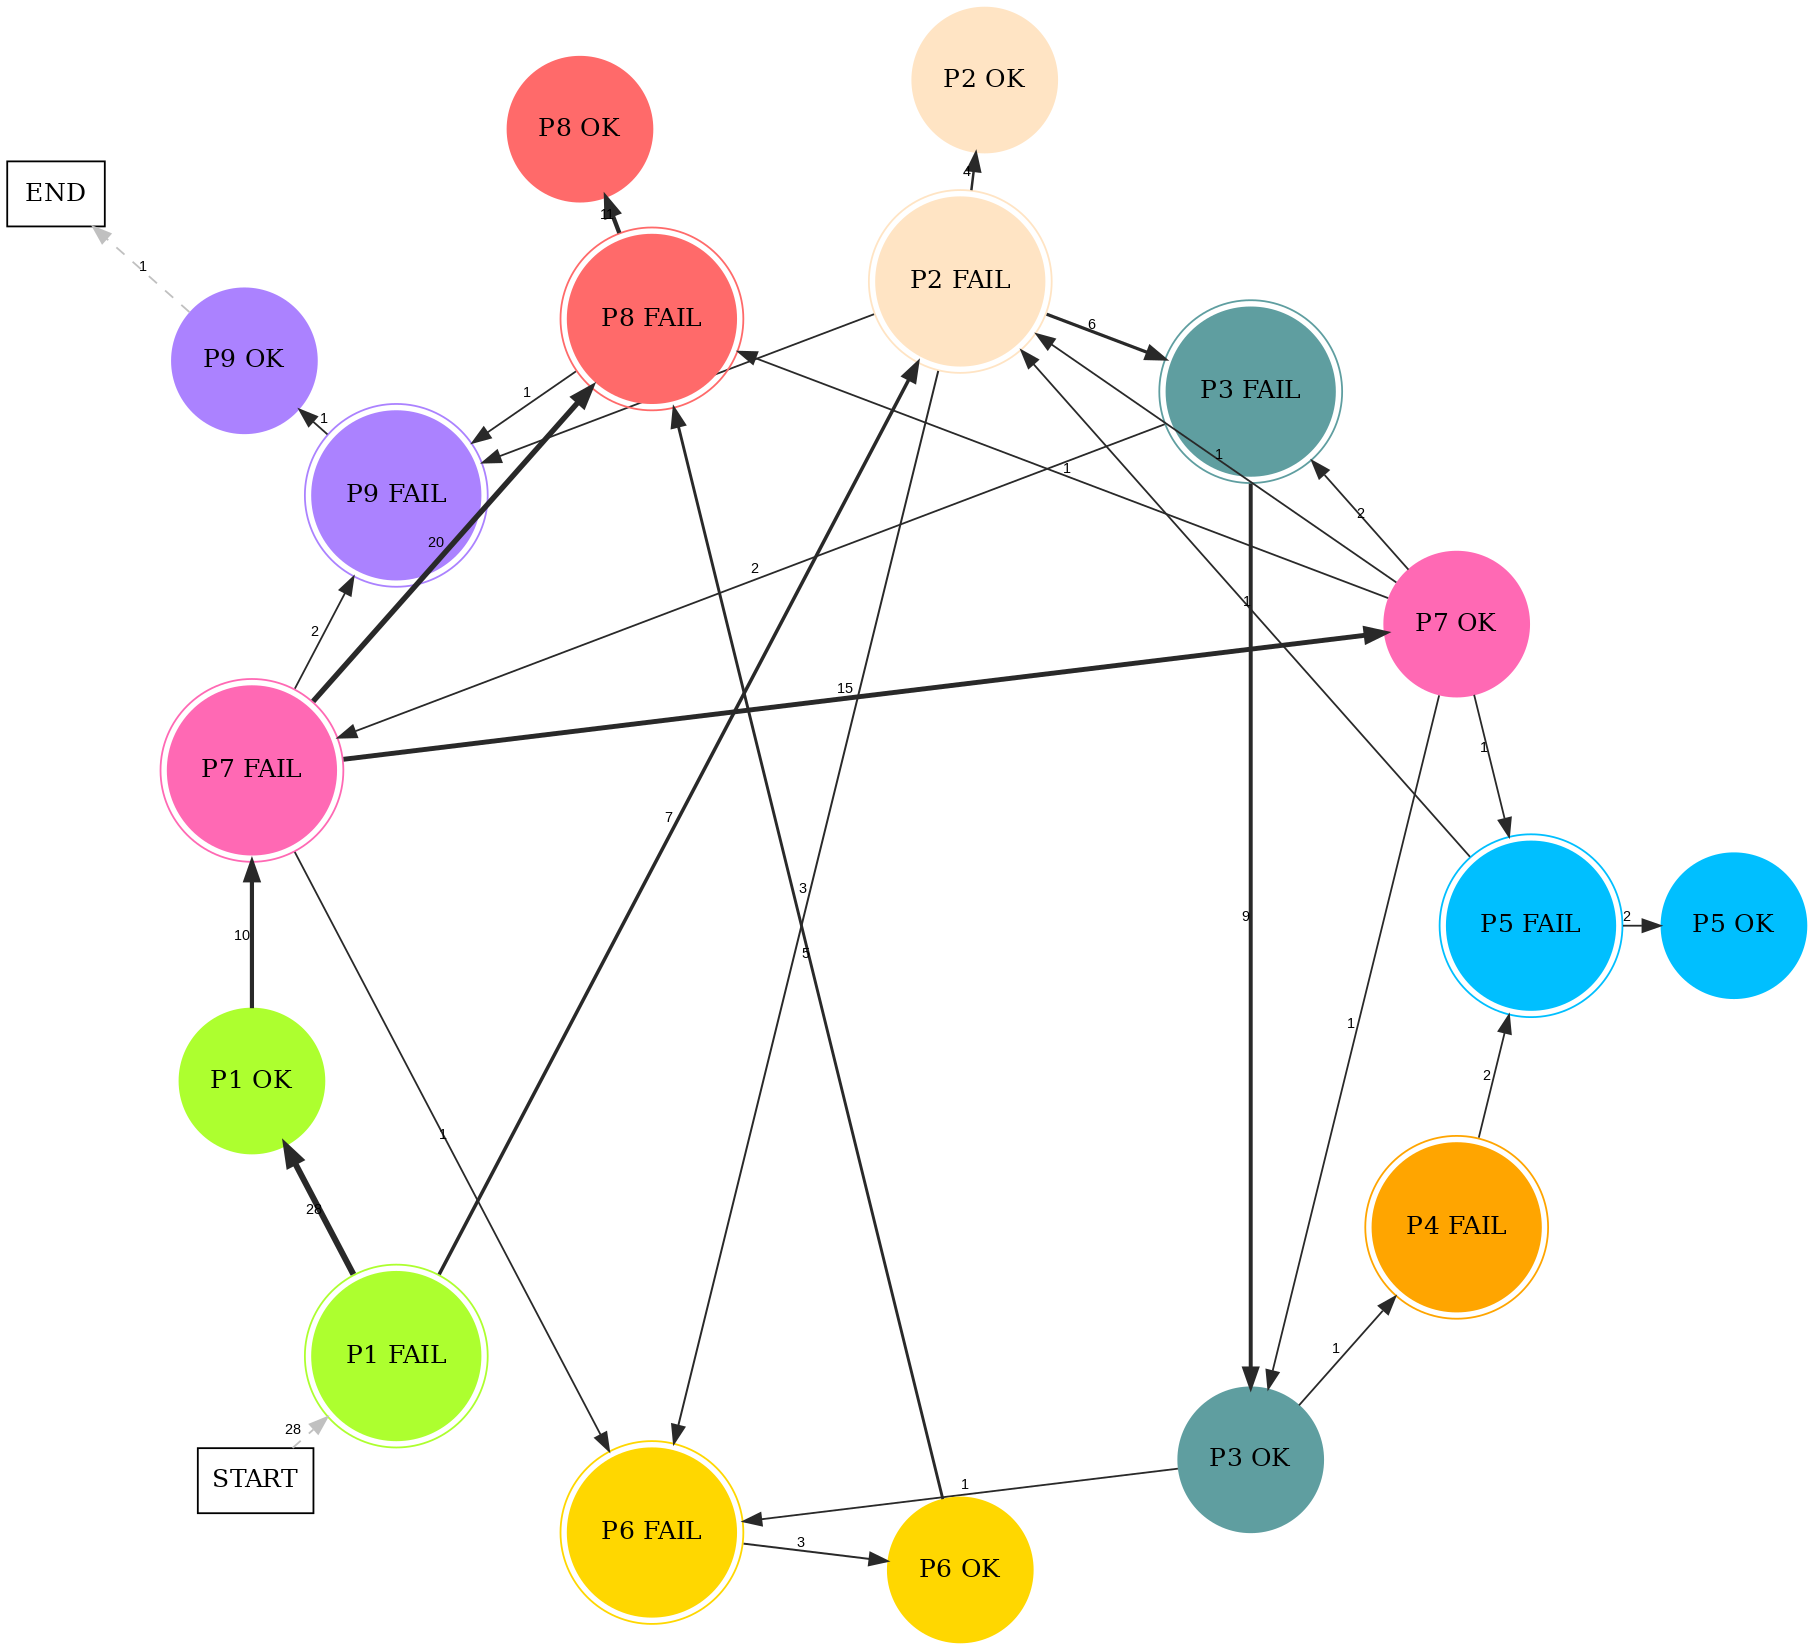 P2 OK
P8 OK
END
4
11
P2 FAIL
P8 FAIL
1
6
P9 OK
P3 FAIL
1
1
1
1
P9 FAIL
2
20
2
1
P7 OK
2
15
1
P7 FAIL
7
3
9
2
P5 FAIL
P5 OK
10
5
1
2
P1 OK
1
28
P4 FAIL
1
P1 FAIL
28
START
1
P3 OK
P6 FAIL
3
P6 OK